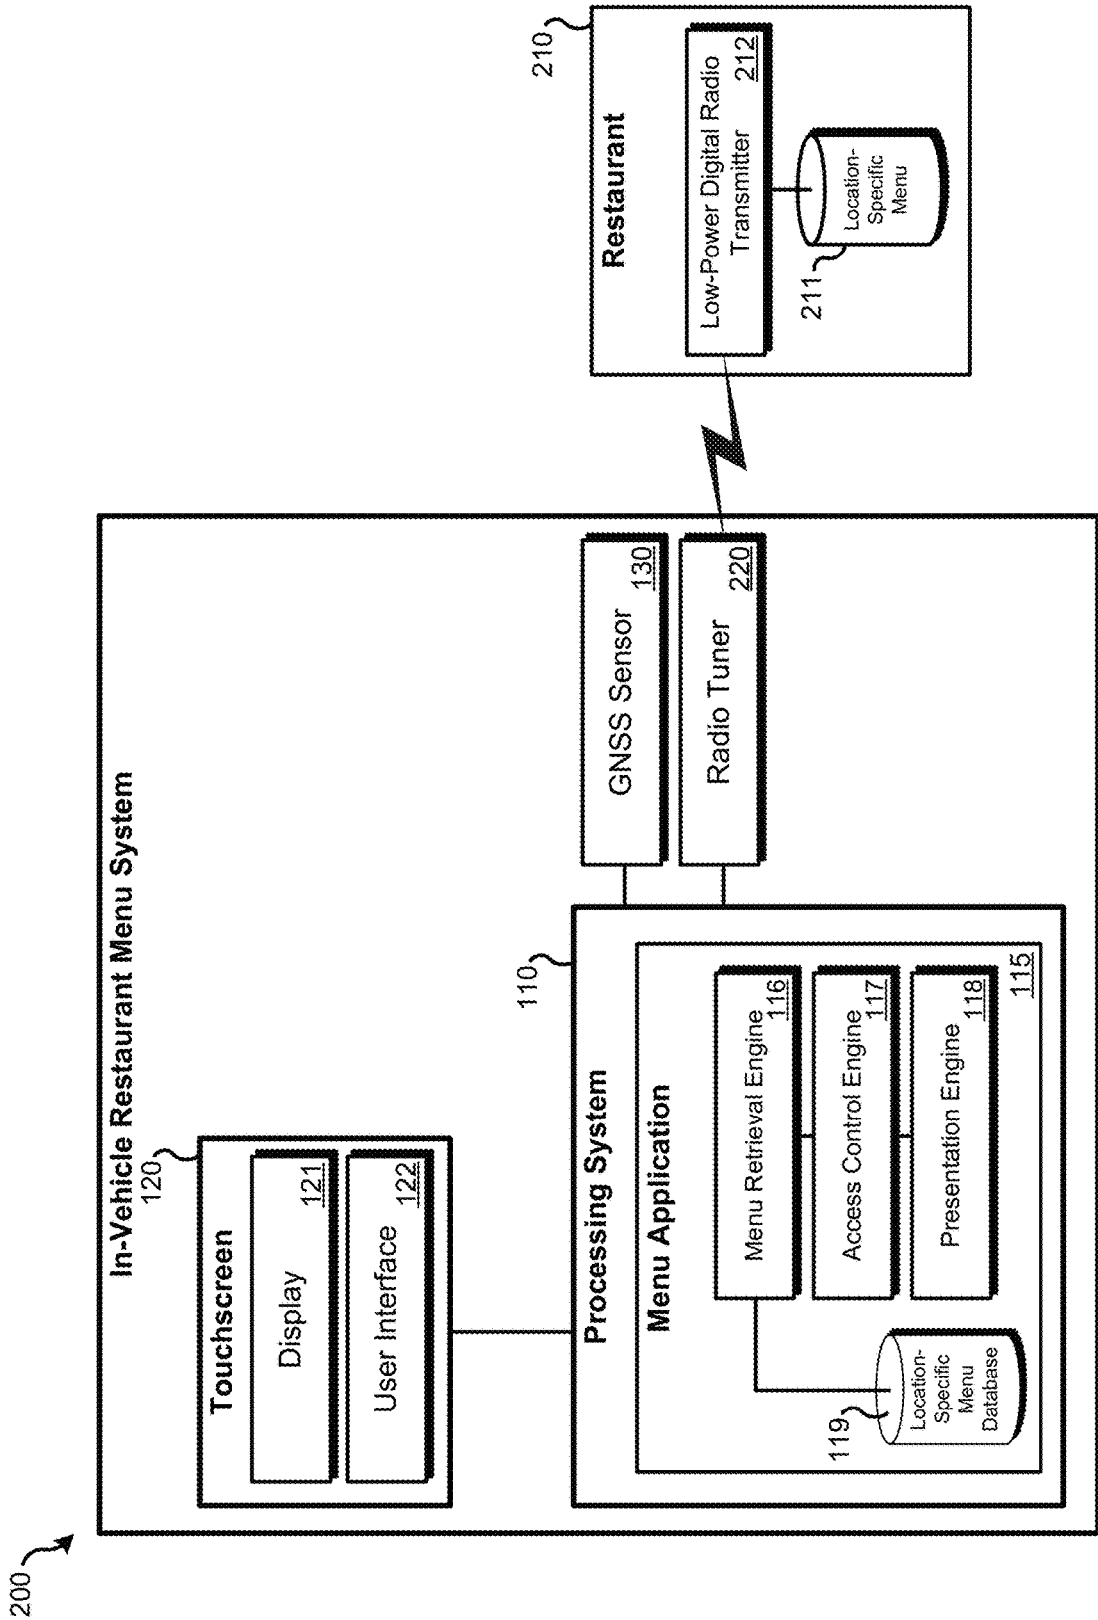 200
In-Vehicle Restaurant Menu System
120
Touchscreen
Display
121
User Interface
122
110
Processing System
Menu Application
Menu Retrieval Engine
116
Access Control Engine
117
Presentation Engine
118
115
119
Location-
Specific
Menu
Database
GNSS Sensor
130
Radio Tuner
220
210
Restaurant
Low-Power Digital Radio
Transmitter
212
211
Location-
Specific
Menu